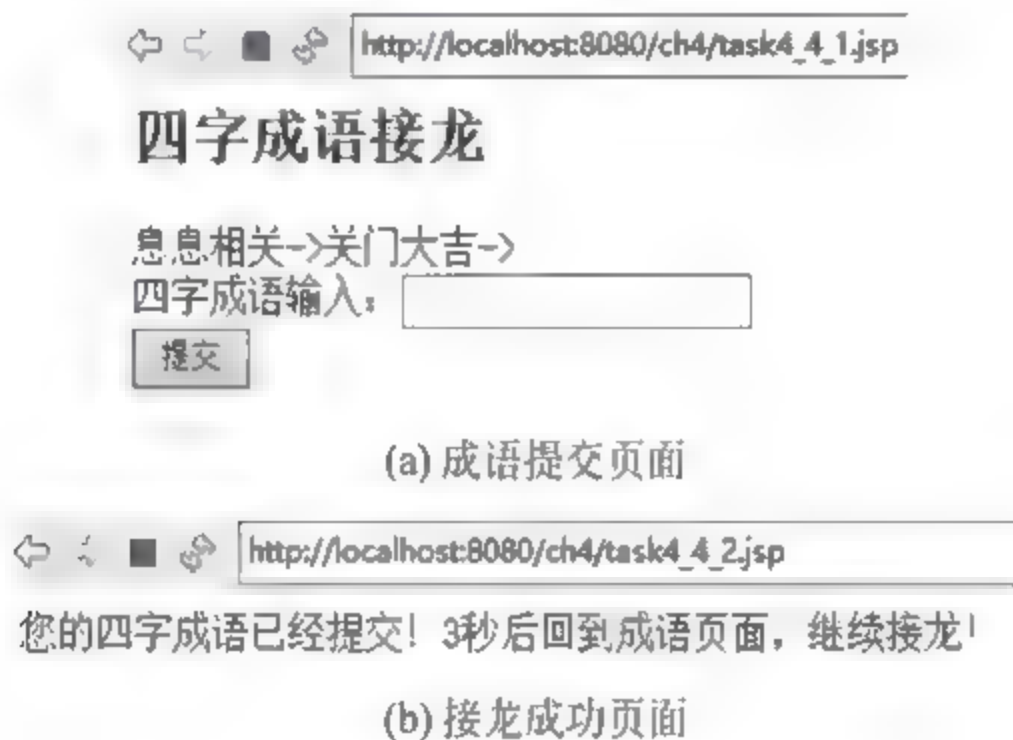 http://localhost:8080/ch4/task4_4_1.jsp
四字成语接龙
息息相关->关门大吉->
四字成语输入：
提交
(a) 成语提交页面
http://localhost:8080/ch4/task4_4_2.jsp
您的四字成语已经提交！3秒后回到成语页面，继续接龙！
(b) 接龙成功页面